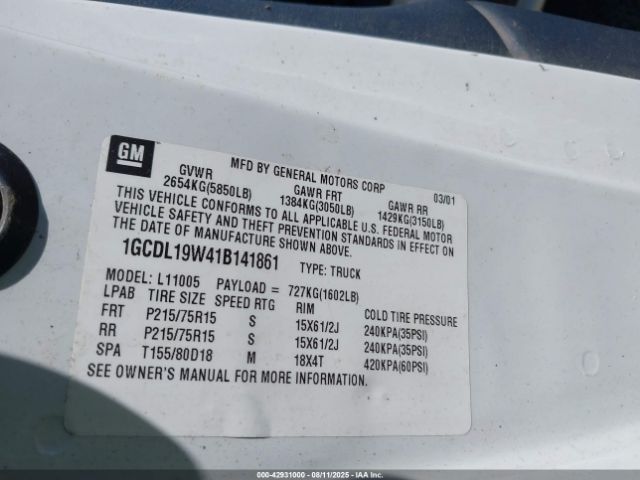 GM
MFD BY GENERAL MOTORS CORP 03/01
GVWR GAWR FRT GAWR RR
2654KG(5850LB) 1384KG(3050LB) 1429KG(3150LB)
THIS VEHICLE CONFORMS TO ALL APPLICABLE U.S. FEDERAL MOTOR
VEHICLE SAFETY AND THEFT PREVENTION STANDARDS IN EFFECT ON
THE DATE OF MANUFACTURE SHOWN ABOVE.
1GCDL19W41B141861 TYPE: TRUCK
MODEL: L11005 PAYLOAD = 727KG(1602LB)
LPAB TIRE SIZE SPEED RTG RIM COLD TIRE PRESSURE
FRT P215/75R15 S 15X61/2J 240KPA(35PSI)
RR P215/75R15 S 15X61/2J 240KPA(35PSI)
SPA T155/80D18 M 18X4T 420KPA(60PSI)
SEE OWNER'S MANUAL FOR MORE INFORMATION.
000-42931000 - 08/11/2025 - IAAI.COM